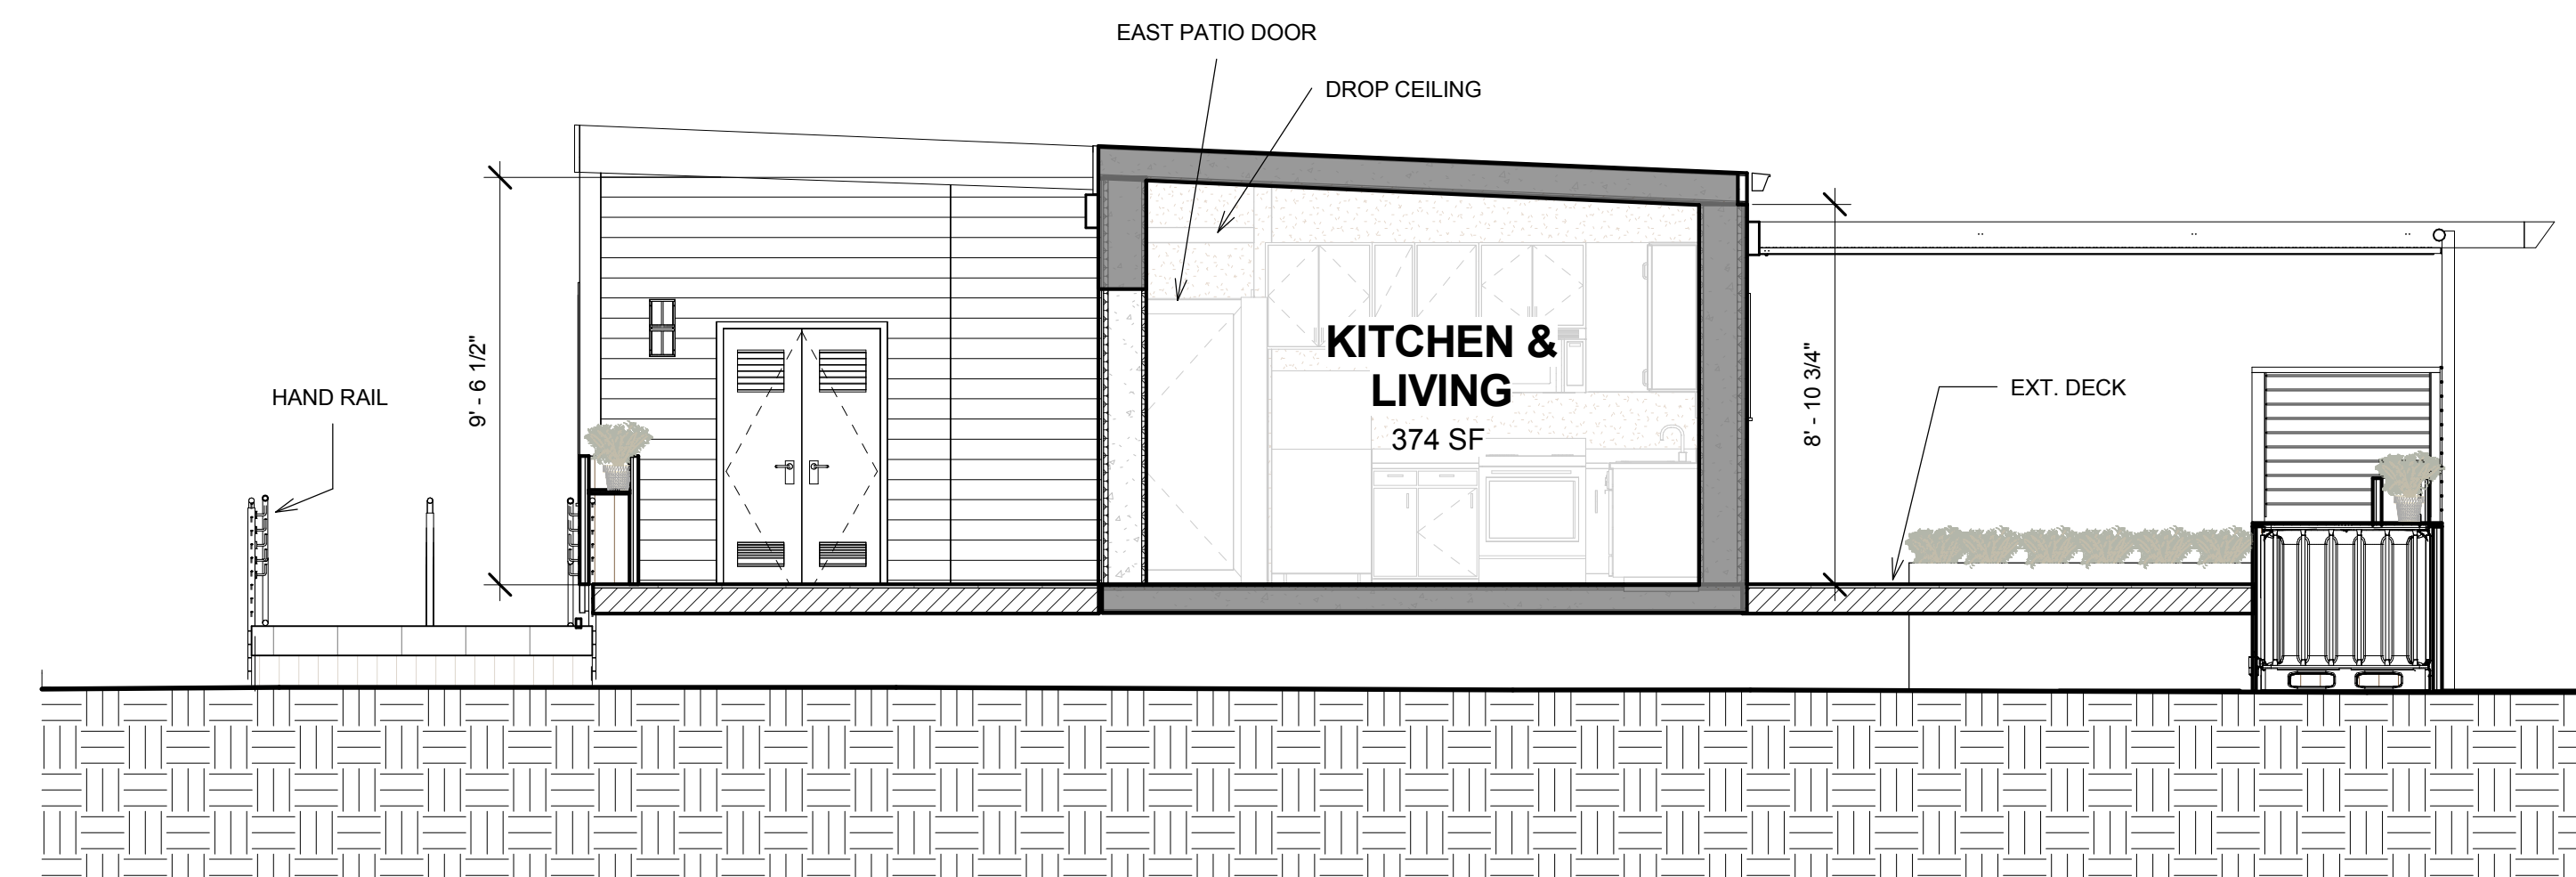 EAST PATIO DOOR
DROP CEILING
9' - 6 1/2"
HAND RAIL
KITCHEN &
LIVING
374 SF
8' - 10 3/4"
EXT. DECK